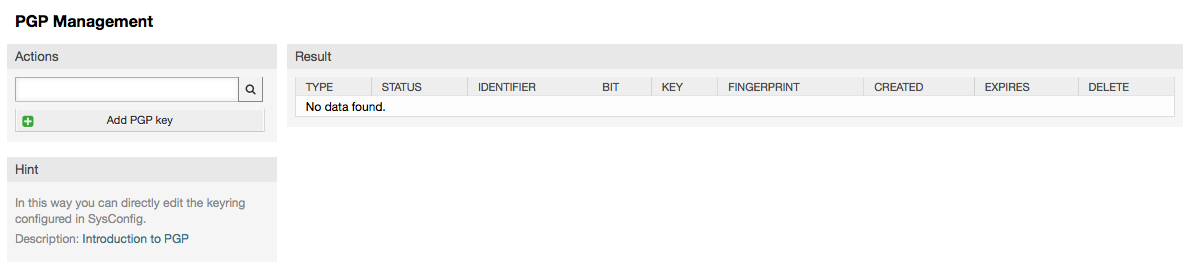 PGP Management
Actions
Add PGP key
Hint
In this way you can directly edit the keyring
configured in SysConfig.
Description: Introduction to PGP
Result
TYPE STATUS IDENTIFIER BIT KEY FINGERPRINT CREATED EXPIRES DELETE
No data found.